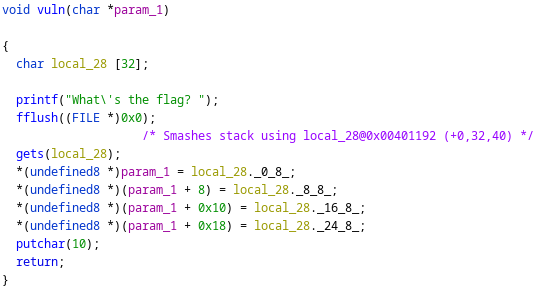 void vuln(char *param_1)
{
char local_28 [32];
printf("What\'s the flag? ");
fflush((FILE *)0x0);
/* Smashes stack using local_28@0x00401192 (+0,32,40) */
gets(local_28);
*(undefined8 *)param_1 = local_28._0_8_;
*(undefined8 *)(param_1 + 8) = local_28._8_8_;
*(undefined8 *)(param_1 + 0x10) = local_28._16_8_;
*(undefined8 *)(param_1 + 0x18) = local_28._24_8_;
putchar(10);
return;
}